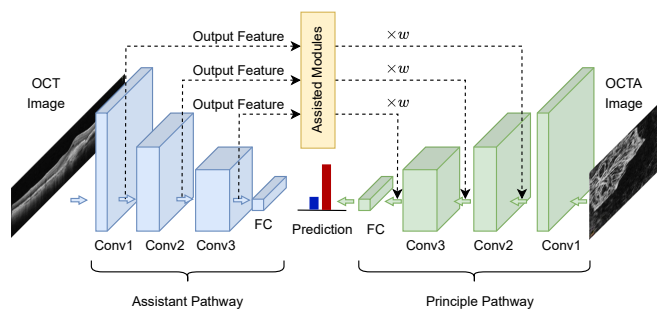 Output Feature
× w
OCT
Image
Output Feature
× w
OCTA
Image
Output Feature
× w
Assisted Modules
Conv1
Conv2
Conv3
FC
Prediction
FC
Conv3
Conv2
Conv1
Assistant Pathway
Principle Pathway